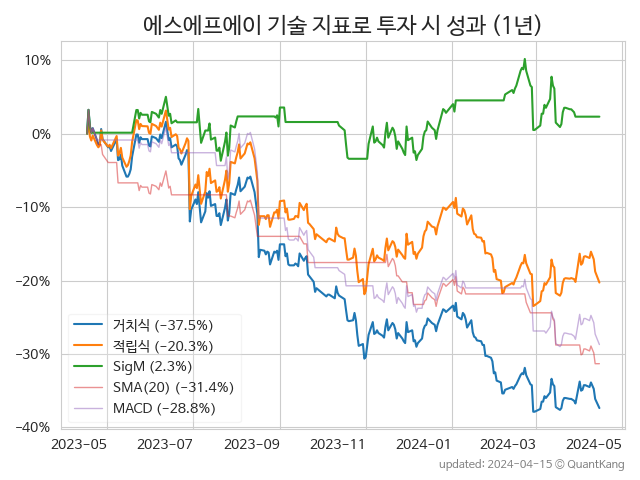 에스에프에이 기술 지표로 투자 시 성과 (1년)
10%
0%
−10%
−20%
−30%
−40%
거치식 (−37.5%)
적립식 (−20.3%)
SigM (2.3%)
SMA(20) (−31.4%)
MACD (−28.8%)
2023-05 2023-07 2023-09 2023-11 2024-01 2024-03 2024-05
updated: 2024-04-15 © QuantKang